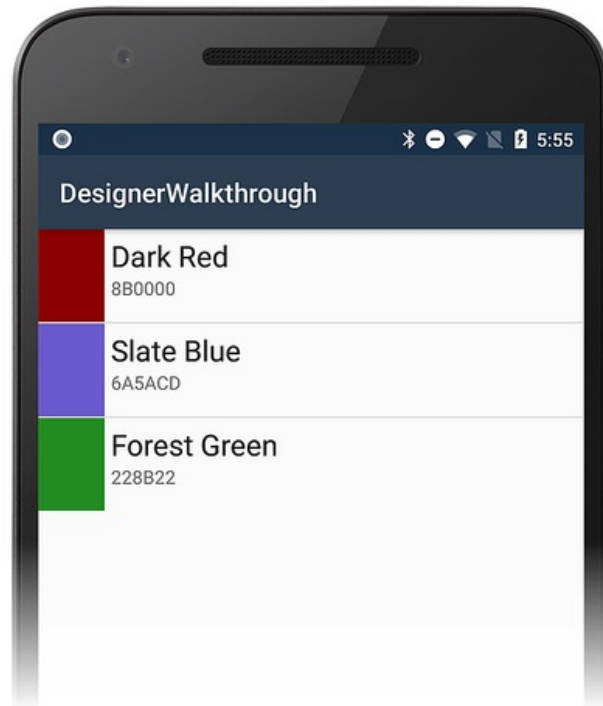 5:55
DesignerWalkthrough
Dark Red
8B0000
Slate Blue
6A5ACD
Forest Green
228B22